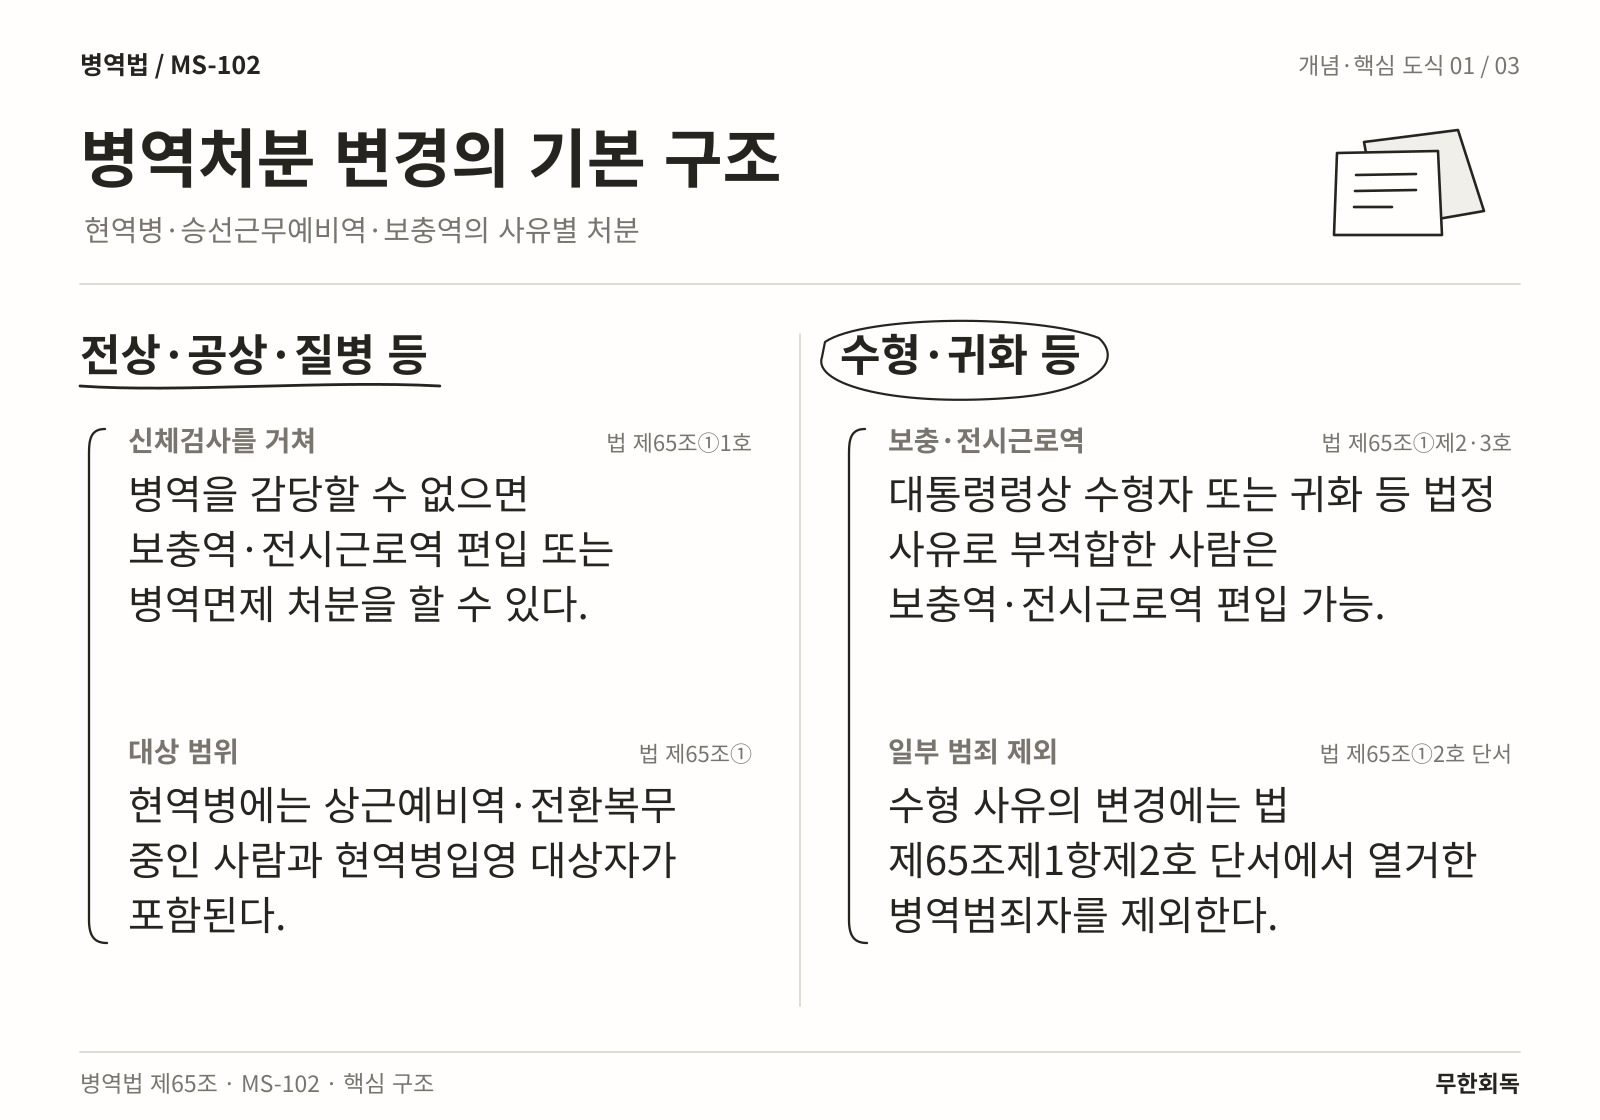 병역법 / MS-102
개념·핵심 도식 01 / 03
병역처분 변경의 기본 구조
현역병·승선근무예비역·보충역의 사유별 처분
전상·공상·질병 등
신체검사를 거쳐
법 제65조①1호
병역을 감당할 수 없으면
보충역·전시근로역 편입 또는
병역면제 처분을 할 수 있다.
대상 범위
법 제65조①
현역병에는 상근예비역·전환복무
중인 사람과 현역병입영 대상자가
포함된다.
수형·귀화 등
보충·전시근로역
법 제65조①제2·3호
대통령령상 수형자 또는 귀화 등 법정
사유로 부적합한 사람은
보충역·전시근로역 편입 가능.
일부 범죄 제외
법 제65조①2호 단서
수형 사유의 변경에는 법
제65조제1항제2호 단서에서 열거한
병역범죄자를 제외한다.
병역법 제65조 · MS-102 · 핵심 구조
무한회독